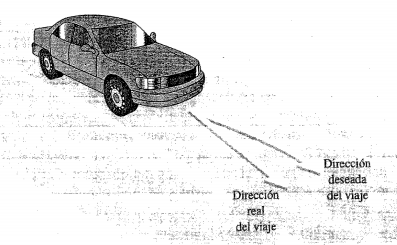 Dirección
deseada
del viaje
Dirección
real
del viaje